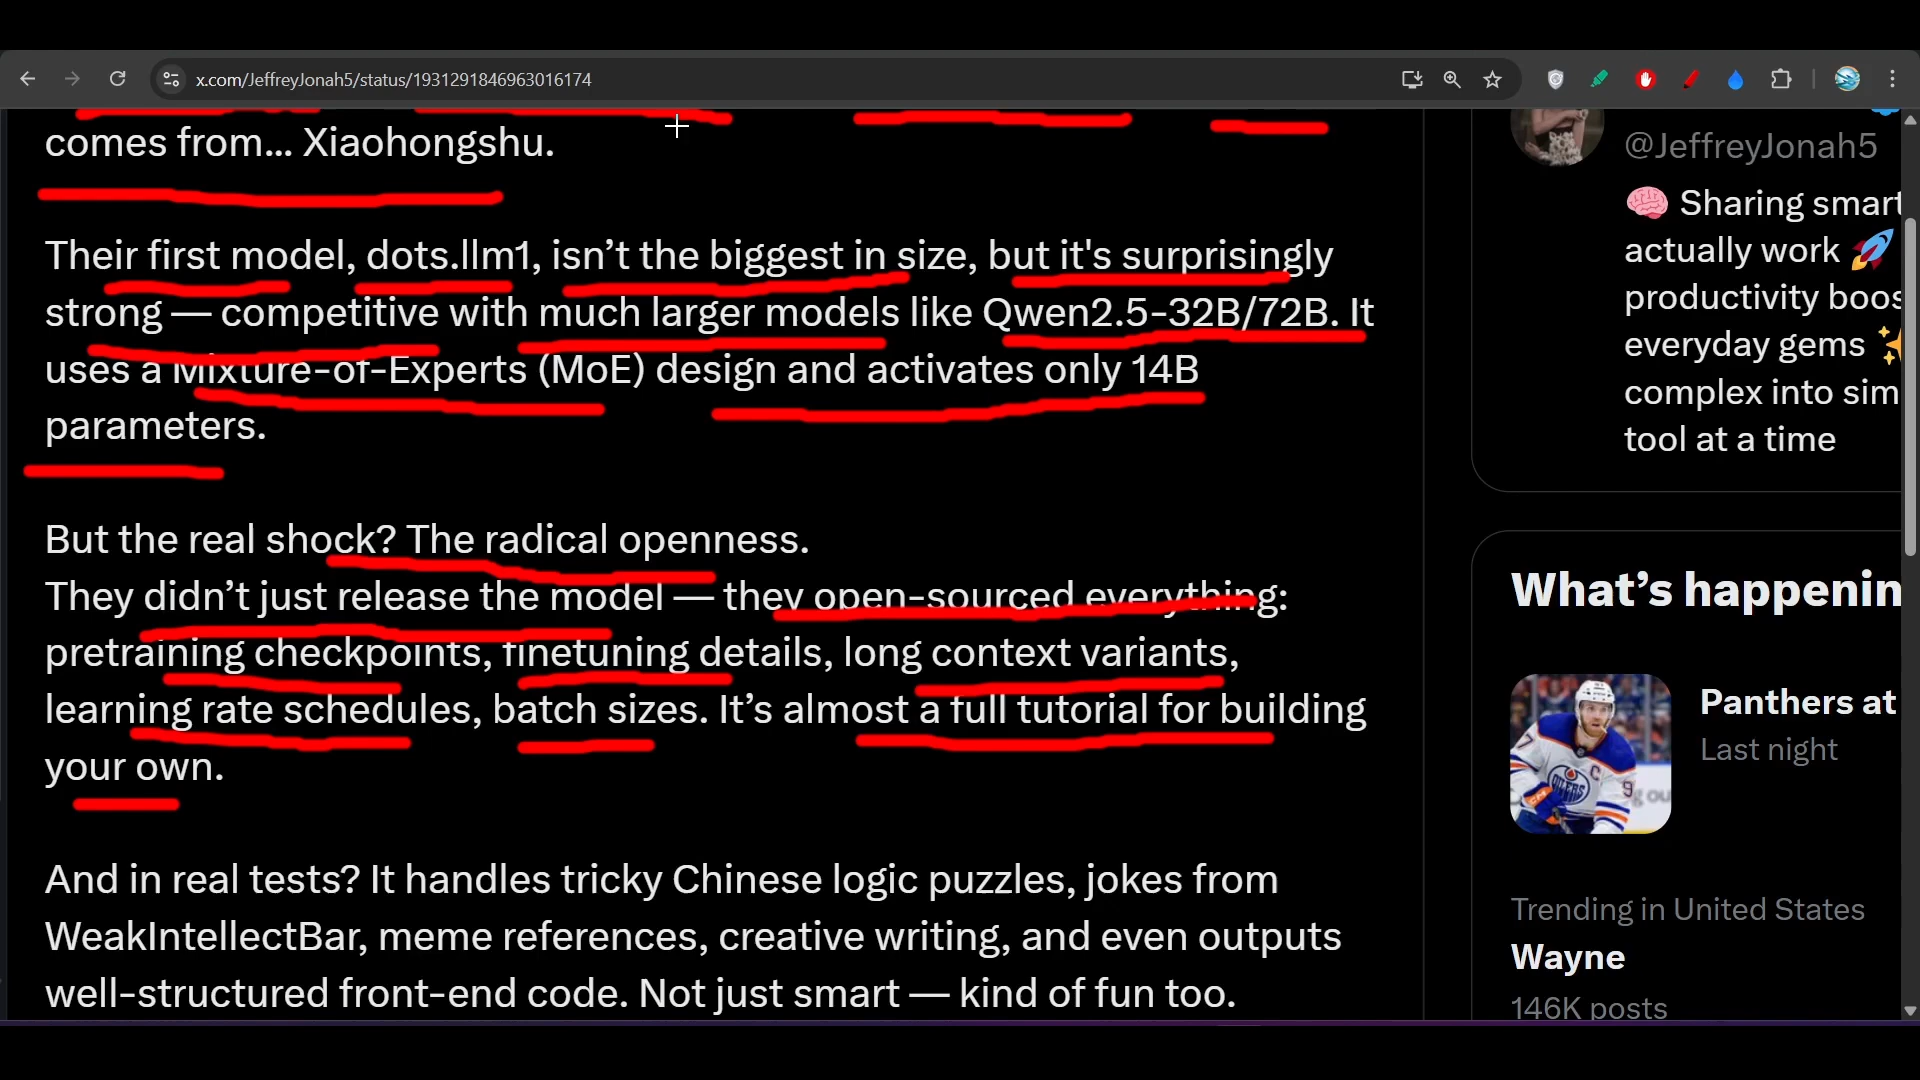 x.com/JeffreyJonah5/status/1931291846963016174
comes from... Xiaohongshu.
Their first model, dots.llm1, isn’t the biggest in size, but it's surprisingly
strong — competitive with much larger models like Qwen2.5-32B/72B. It
uses a Mixture-of-Experts (MoE) design and activates only 14B
parameters.
But the real shock? The radical openness.
They didn’t just release the model — they open-sourced everything:
pretraining checkpoints, finetuning details, long context variants,
learning rate schedules, batch sizes. It’s almost a full tutorial for building
your own.
And in real tests? It handles tricky Chinese logic puzzles, jokes from
WeakIntellectBar, meme references, creative writing, and even outputs
well-structured front-end code. Not just smart — kind of fun too.
@JeffreyJonah5
🧠 Sharing smart
actually work 🚀
productivity boos
everyday gems ✨
complex into sim
tool at a time
What’s happenin
Panthers at
Last night
Trending in United States
Wayne
146K posts